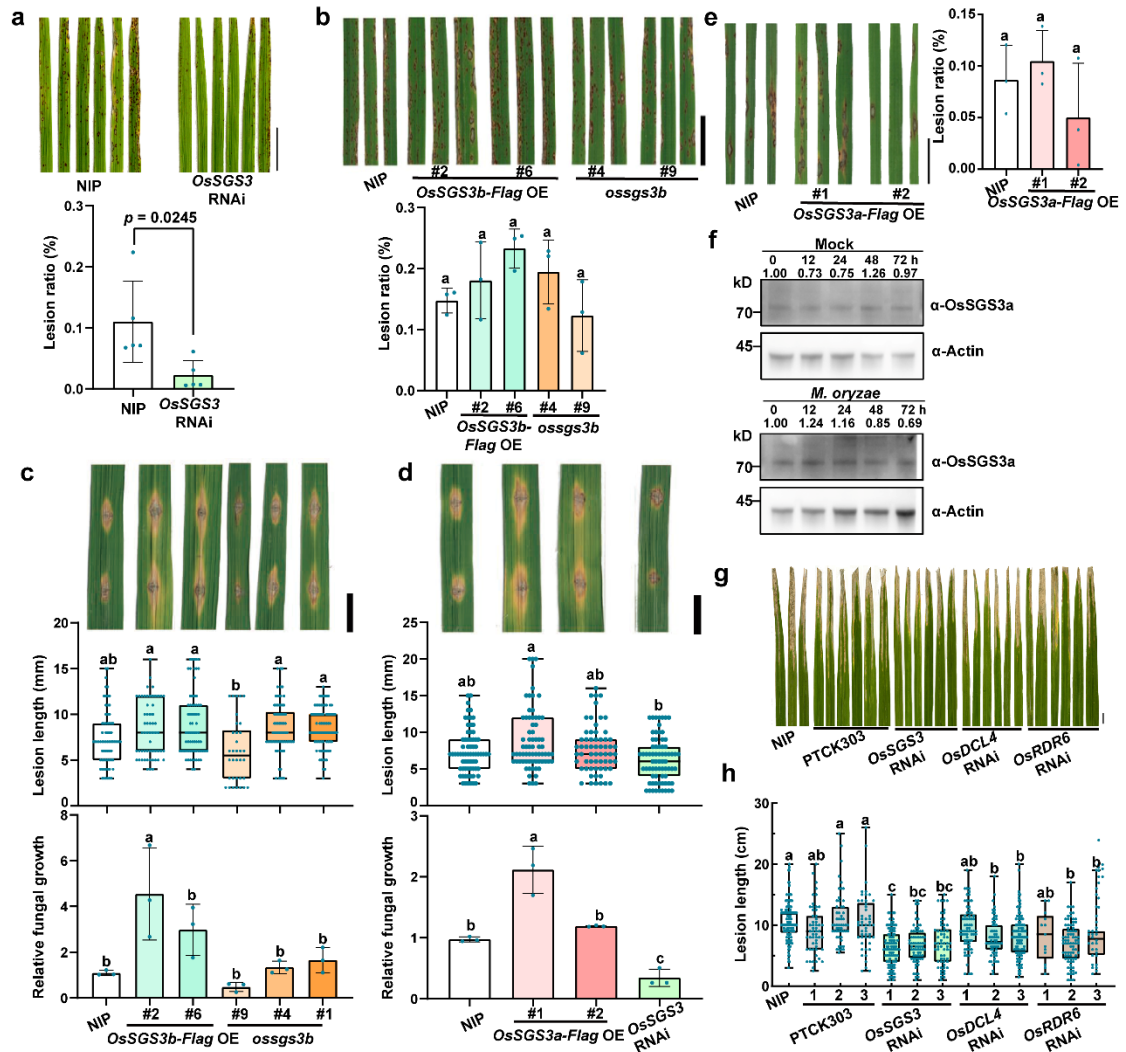 a
NIP
OsSGS3
RNAi
Lesion ratio (%)
0.3
0.2
0.1
0.0
p = 0.0245
NIP
OsSGS3
RNAi
b
NIP
#2
#6
#4
#9
OsSGS3b-Flag OE
ossgs3b
Lesion ratio (%)
0.3
0.2
0.1
0.0
a
a
a
a
a
NIP
#2
#6
#4
#9
OsSGS3b-
Flag OE
ossgs3b
e
NIP
#1
#2
OsSGS3a-Flag OE
Lesion ratio (%)
0.15
0.10
0.05
0.00
a
a
a
NIP
#1
#2
OsSGS3a-Flag OE
f
Mock
0 12 24 48 72 h
1.00 0.73 0.75 1.26 0.97
kD
70
α-OsSGS3a
45
α-Actin
M. oryzae
0 12 24 48 72 h
1.00 1.24 1.16 0.85 0.69
kD
70
α-OsSGS3a
45
α-Actin
c
Lesion length (mm)
20
15
10
5
0
ab
a
a
b
a
a
Relative fungal growth
8
6
4
2
0
b
a
b
b
b
b
NIP
#2
#6
#9
#4
#1
OsSGS3b-Flag OE
ossgs3b
d
Lesion length (mm)
25
20
15
10
5
0
ab
a
ab
b
Relative fungal growth
3
2
1
0
b
a
b
c
NIP
#1
#2
OsSGS3a-Flag OE
OsSGS3
RNAi
g
NIP
PTCK303
OsSGS3
RNAi
OsDCL4
RNAi
OsRDR6
RNAi
h
Lesion length (cm)
30
20
10
0
a
ab
a
a
c
bc
bc
ab
b
b
ab
b
b
NIP
1 2 3
1 2 3
1 2 3
1 2 3
PTCK303
OsSGS3
RNAi
OsDCL4
RNAi
OsRDR6
RNAi